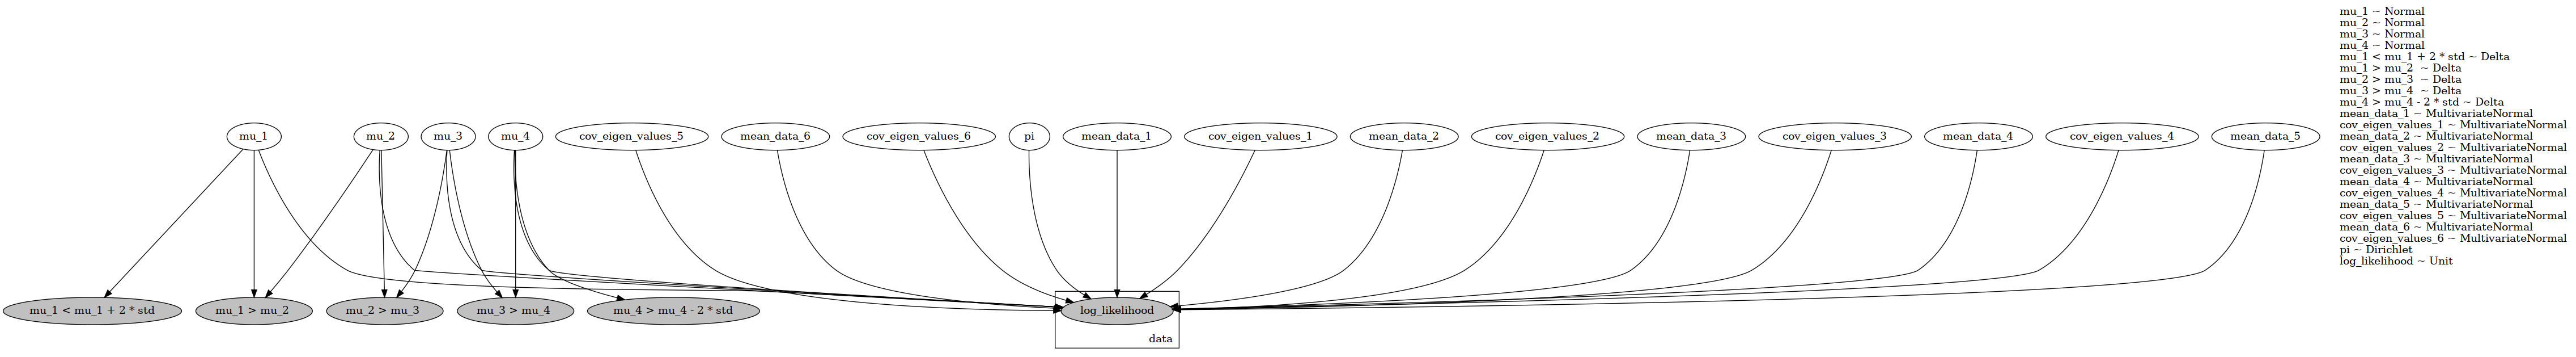 mu_1
mu_2
mu_3
mu_4
cov_eigen_values_5
mean_data_6
cov_eigen_values_6
pi
mean_data_1
cov_eigen_values_1
mean_data_2
cov_eigen_values_2
mean_data_3
cov_eigen_values_3
mean_data_4
cov_eigen_values_4
mean_data_5
mu_1 < mu_1 + 2 * std
mu_1 > mu_2
mu_2 > mu_3
mu_3 > mu_4
mu_4 > mu_4 - 2 * std
log_likelihood
data
mu_1 ~ Normal
mu_2 ~ Normal
mu_3 ~ Normal
mu_4 ~ Normal
mu_1 < mu_1 + 2 * std ~ Delta
mu_1 > mu_2  ~ Delta
mu_2 > mu_3  ~ Delta
mu_3 > mu_4  ~ Delta
mu_4 > mu_4 - 2 * std ~ Delta
mean_data_1 ~ MultivariateNormal
cov_eigen_values_1 ~ MultivariateNormal
mean_data_2 ~ MultivariateNormal
cov_eigen_values_2 ~ MultivariateNormal
mean_data_3 ~ MultivariateNormal
cov_eigen_values_3 ~ MultivariateNormal
mean_data_4 ~ MultivariateNormal
cov_eigen_values_4 ~ MultivariateNormal
mean_data_5 ~ MultivariateNormal
cov_eigen_values_5 ~ MultivariateNormal
mean_data_6 ~ MultivariateNormal
cov_eigen_values_6 ~ MultivariateNormal
pi ~ Dirichlet
log_likelihood ~ Unit